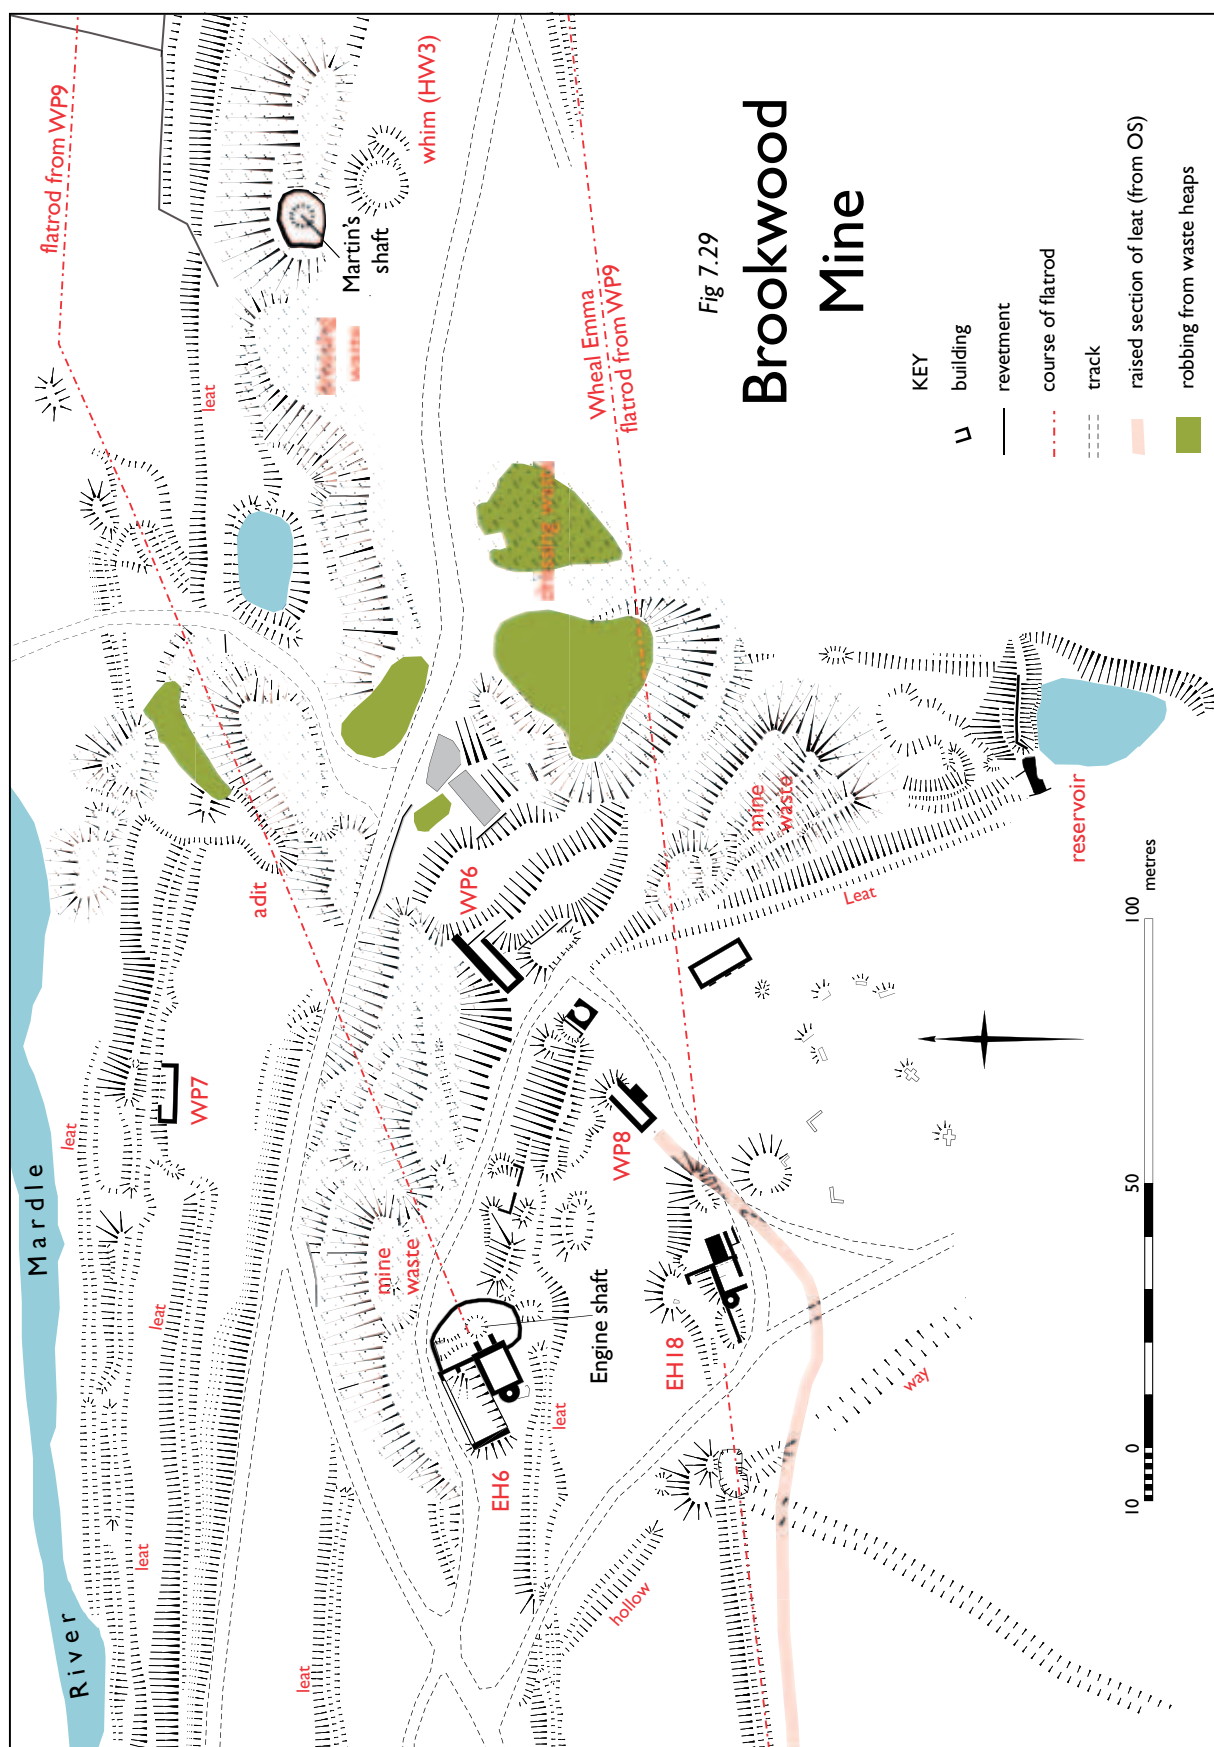 Fig 7.29
Brookwood
Mine
KEY
building
revetment
course of flatrod
track
raised section of leat (from OS)
robbing from waste heaps
River Mardle
flatrod from WP9
whim (HW3)
Martin's
shaft
leat
Wheal Emma
flatrod from WP9
adit
WP6
mine
waste
reservoir
Leat
leat
WP7
leat
leat
leat
mine
waste
WP8
Engine shaft
EH18
EH6
leat
hollow
way
10 0 50 100
metres